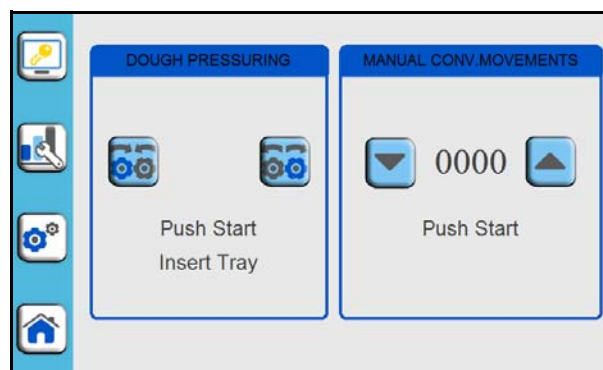 DOUGH PRESSURING
Push Start
Insert Tray
MANUAL CONV.MOVEMENTS
0000
Push Start